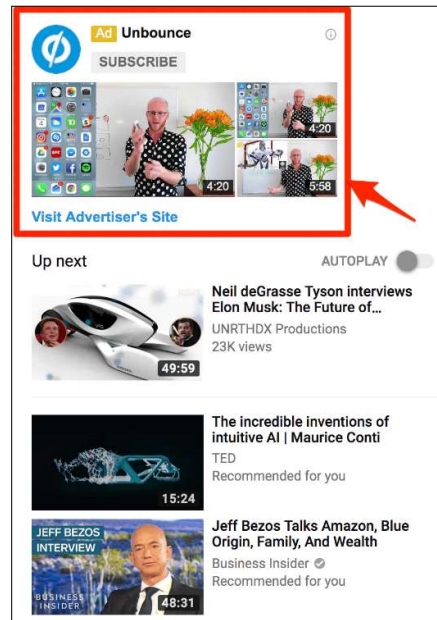 Ad Unbounce
SUBSCRIBE
4:20
4:20
5:58
Visit Advertiser's Site
Up next
AUTOPLAY
Neil deGrasse Tyson interviews
Elon Musk: The Future of...
UNRTHDX Productions
23K views
49:59
The incredible inventions of
intuitive AI | Maurice Conti
TED
Recommended for you
15:24
JEFF BEZOS
INTERVIEW
BUSINESS
INSIDER
48:31
Jeff Bezos Talks Amazon, Blue
Origin, Family, And Wealth
Business Insider
Recommended for you